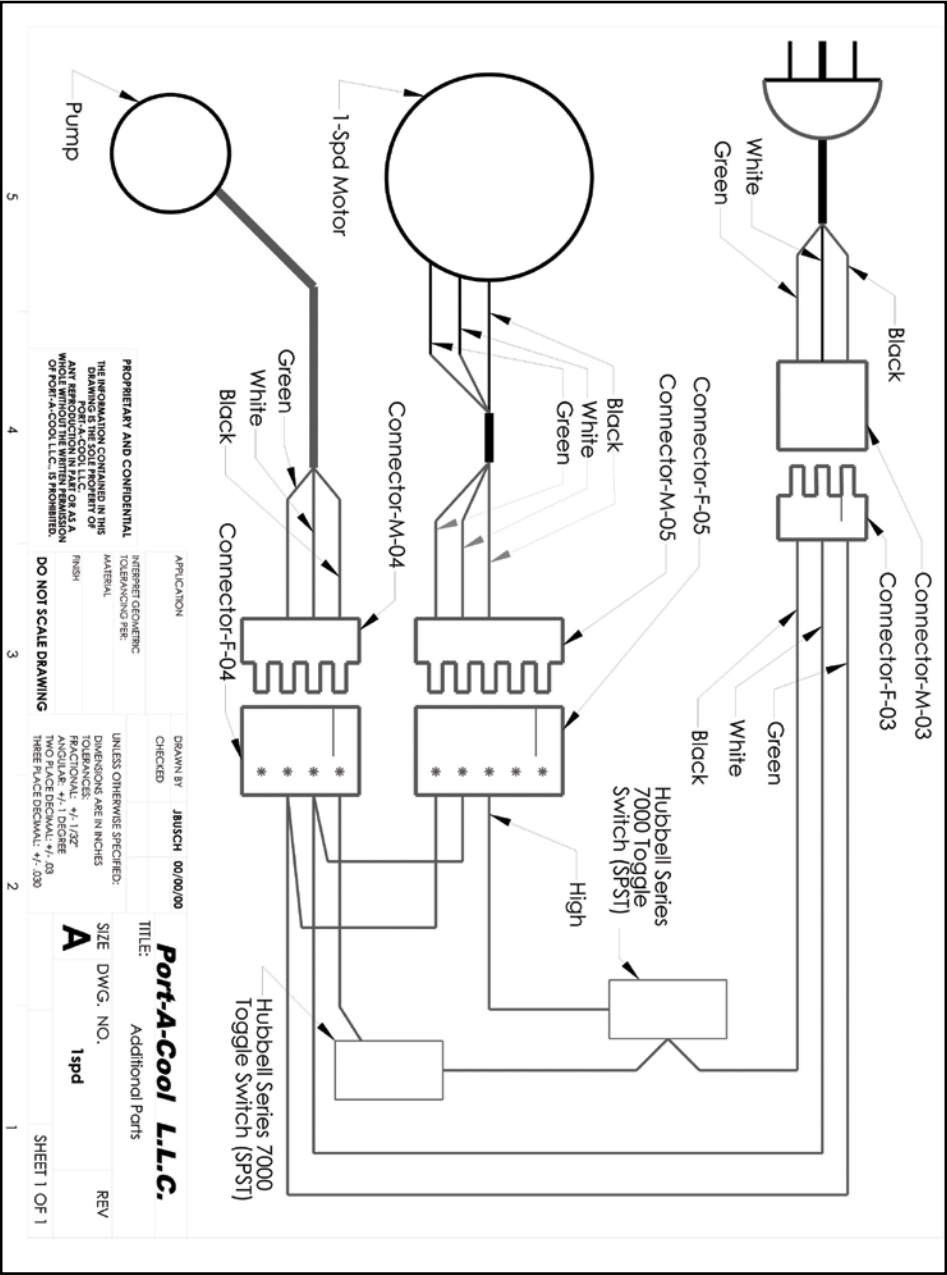 White
Green
Black
Connector-M-03
Connector-F-03
Green
White
Black
1-Spd Motor
Black
White
Green
Connector-F-05
Connector-M-05
High
Hubbell Series
7000 Toggle
Switch (SPST)
Pump
Green
White
Black
Connector-M-04
Connector-F-04
Hubbell Series 7000
Toggle Switch (SPST)
PROPRIETARY AND CONFIDENTIAL
THE INFORMATION CONTAINED IN THIS
DRAWING IS THE SOLE PROPERTY OF
PORT-A-COOL L.L.C.
ANY REPRODUCTION IN PART OR AS A
WHOLE WITHOUT THE WRITTEN PERMISSION
OF PORT-A-COOL L.L.C., IS PROHIBITED.
APPLICATION
INTERPRET GEOMETRIC
TOLERANCING PER:
MATERIAL
FINISH
DO NOT SCALE DRAWING
DRAWN BY JBUSCH 00/00/00
CHECKED
UNLESS OTHERWISE SPECIFIED:
DIMENSIONS ARE IN INCHES
TOLERANCES:
FRACTIONAL: +/- 1/32"
ANGULAR: +/- 1 DEGREE
TWO PLACE DECIMAL: +/- .03
THREE PLACE DECIMAL: +/- .030
Port-A-Cool L.L.C.
TITLE:
Additional Parts
SIZE DWG. NO. REV
A 1spd
SHEET 1 OF 1
5 4 3 2 1